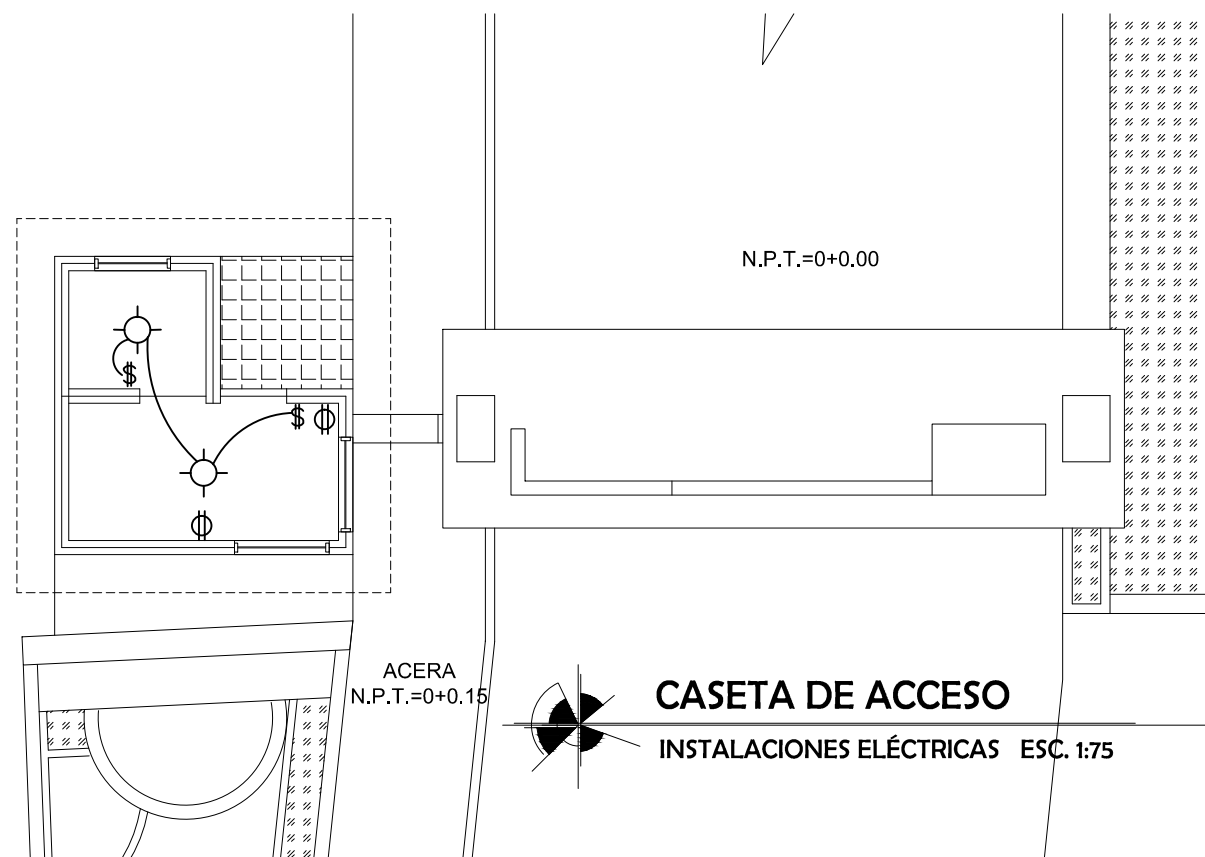 N.P.T.=0+0.00
$
$
ACERA
N.P.T.=0+0.15
CASETA DE ACCESO
INSTALACIONES ELÉCTRICAS ESC. 1:75